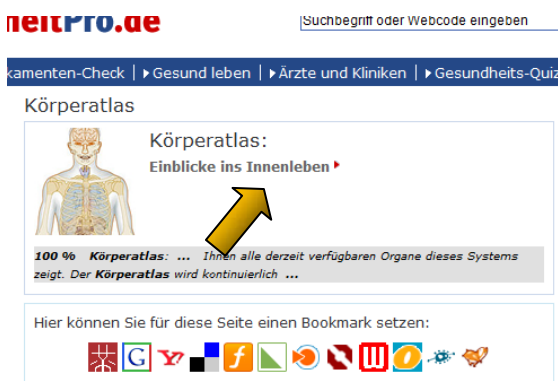 heitPro.de
Suchbegriff oder Webcode eingeben
kamenten-Check | Gesund leben | Ärzte und Kliniken | Gesundheits-Quiz
Körperatlas
Körperatlas:
Einblicke ins Innenleben
100 % Körperatlas: ... Ihnen alle derzeit verfügbaren Organe dieses Systems
zeigt. Der Körperatlas wird kontinuierlich ...
Hier können Sie für diese Seite einen Bookmark setzen: